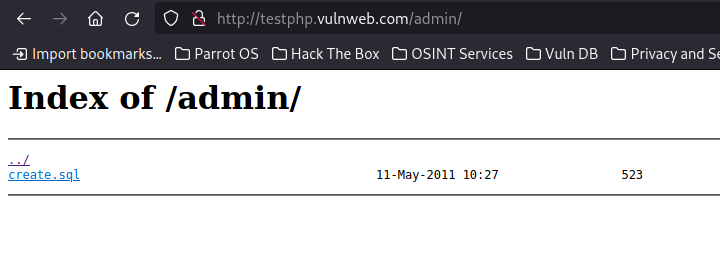 http://testphp.vulnweb.com/admin/
Import bookmarks... Parrot OS Hack The Box OSINT Services Vuln DB Privacy and Se
Index of /admin/
../
create.sql 11-May-2011 10:27 523